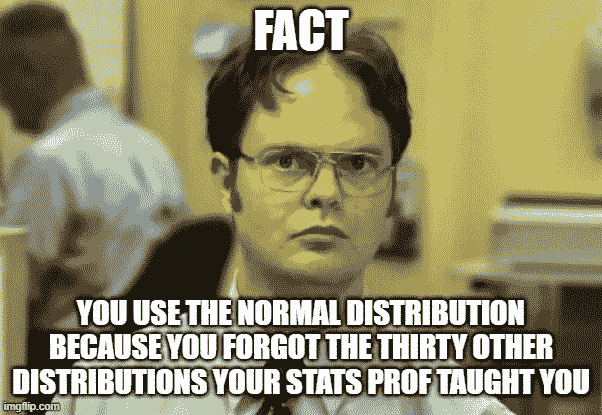 FACT
YOU USE THE NORMAL DISTRIBUTION
BECAUSE YOU FORGOT THE THIRTY OTHER
DISTRIBUTIONS YOUR STATS PROF TAUGHT YOU
imgflip.com